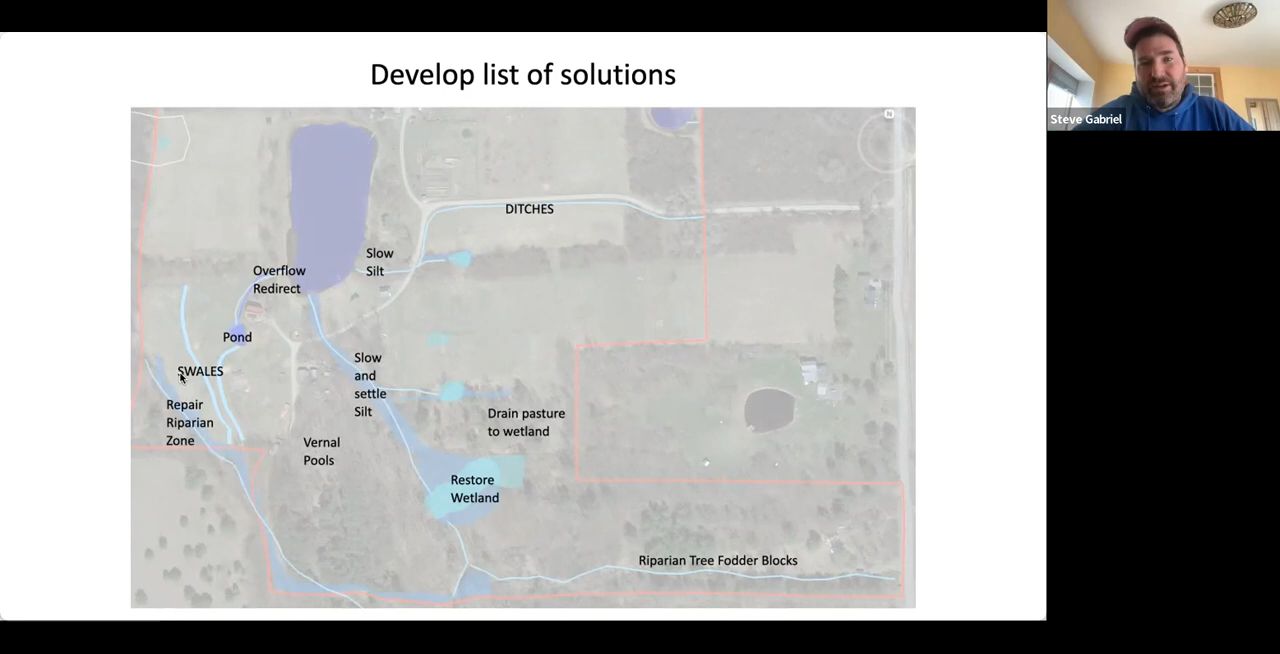 Develop list of solutions
Steve Gabriel
N
DITCHES
Slow
Silt
Overflow
Redirect
Pond
SWALES
Slow
and
settle
Silt
Repair
Riparian
Zone
Drain pasture
to wetland
Vernal
Pools
Restore
Wetland
Riparian Tree Fodder Blocks